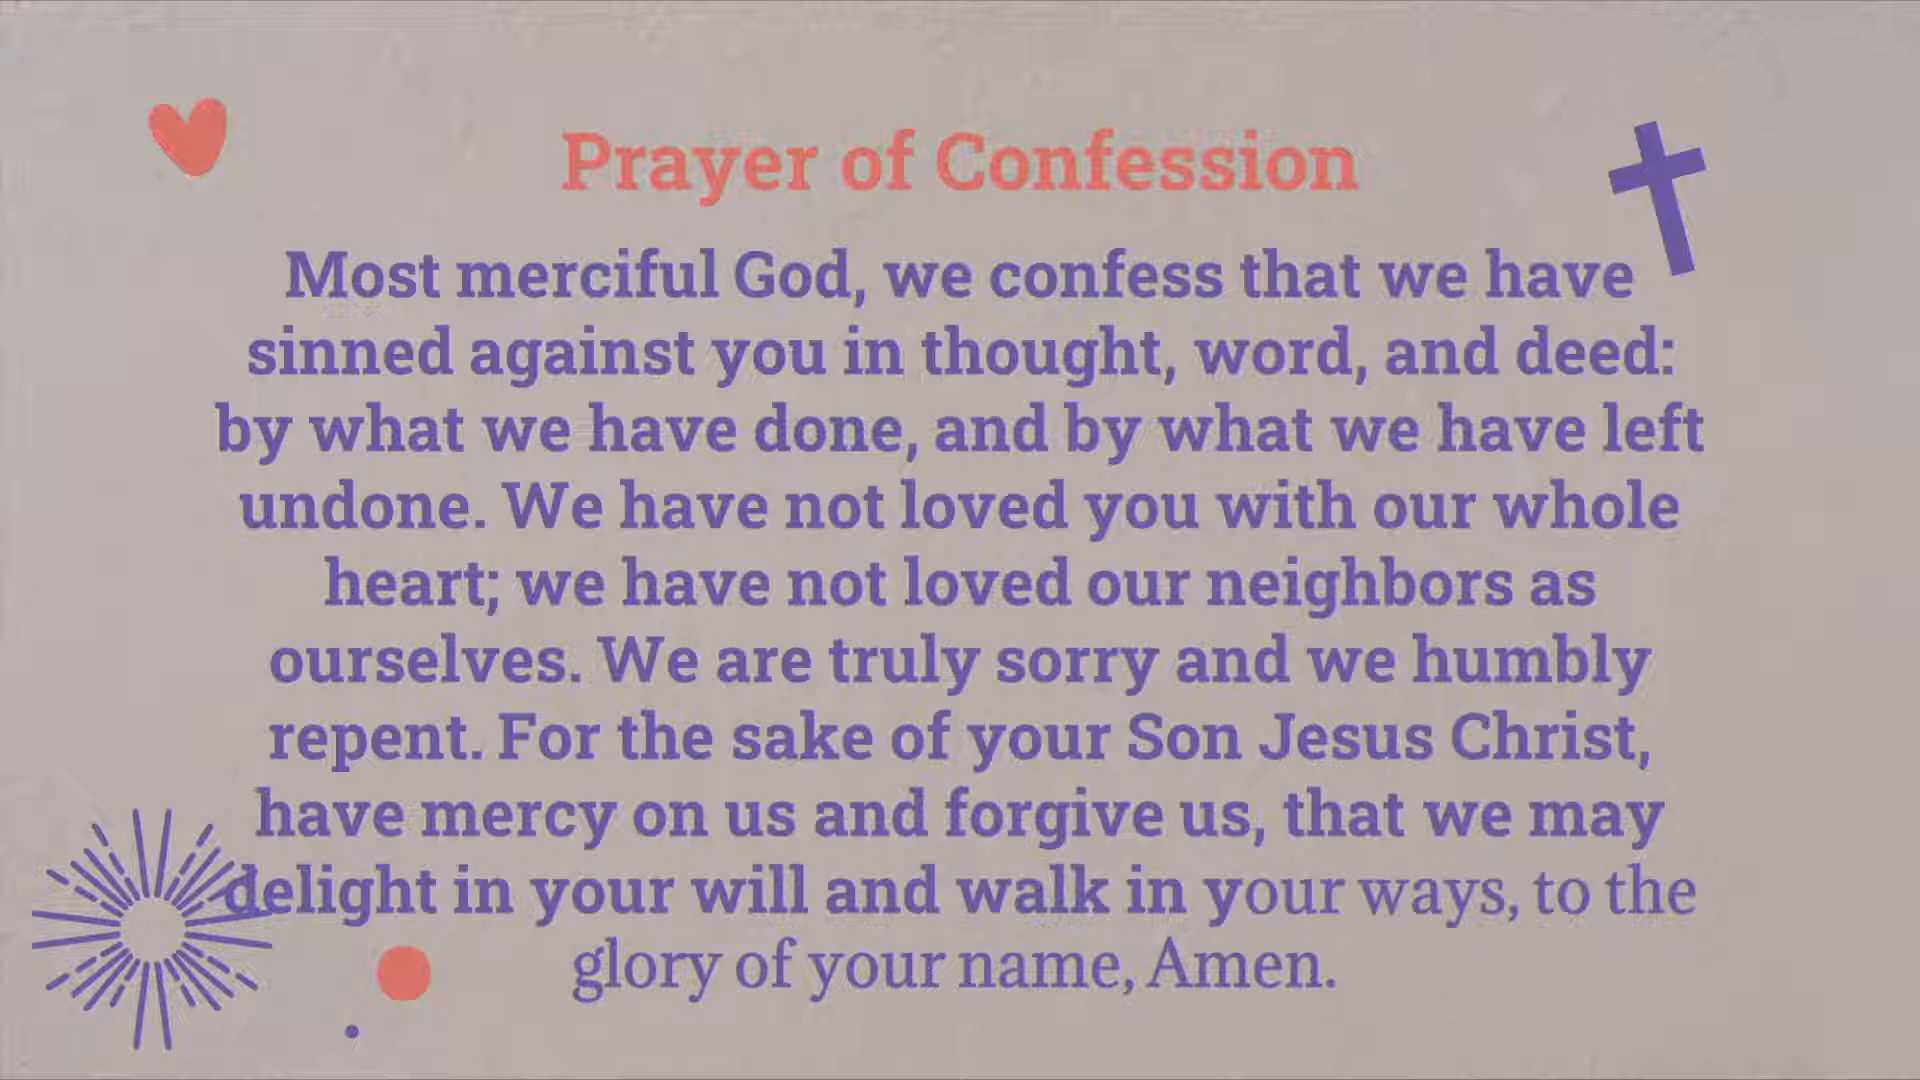 Prayer of Confession
Most merciful God, we confess that we have
sinned against you in thought, word, and deed:
by what we have done, and by what we have left
undone. We have not loved you with our whole
heart; we have not loved our neighbors as
ourselves. We are truly sorry and we humbly
repent. For the sake of your Son Jesus Christ,
have mercy on us and forgive us, that we may
delight in your will and walk in your ways, to the
glory of your name, Amen.